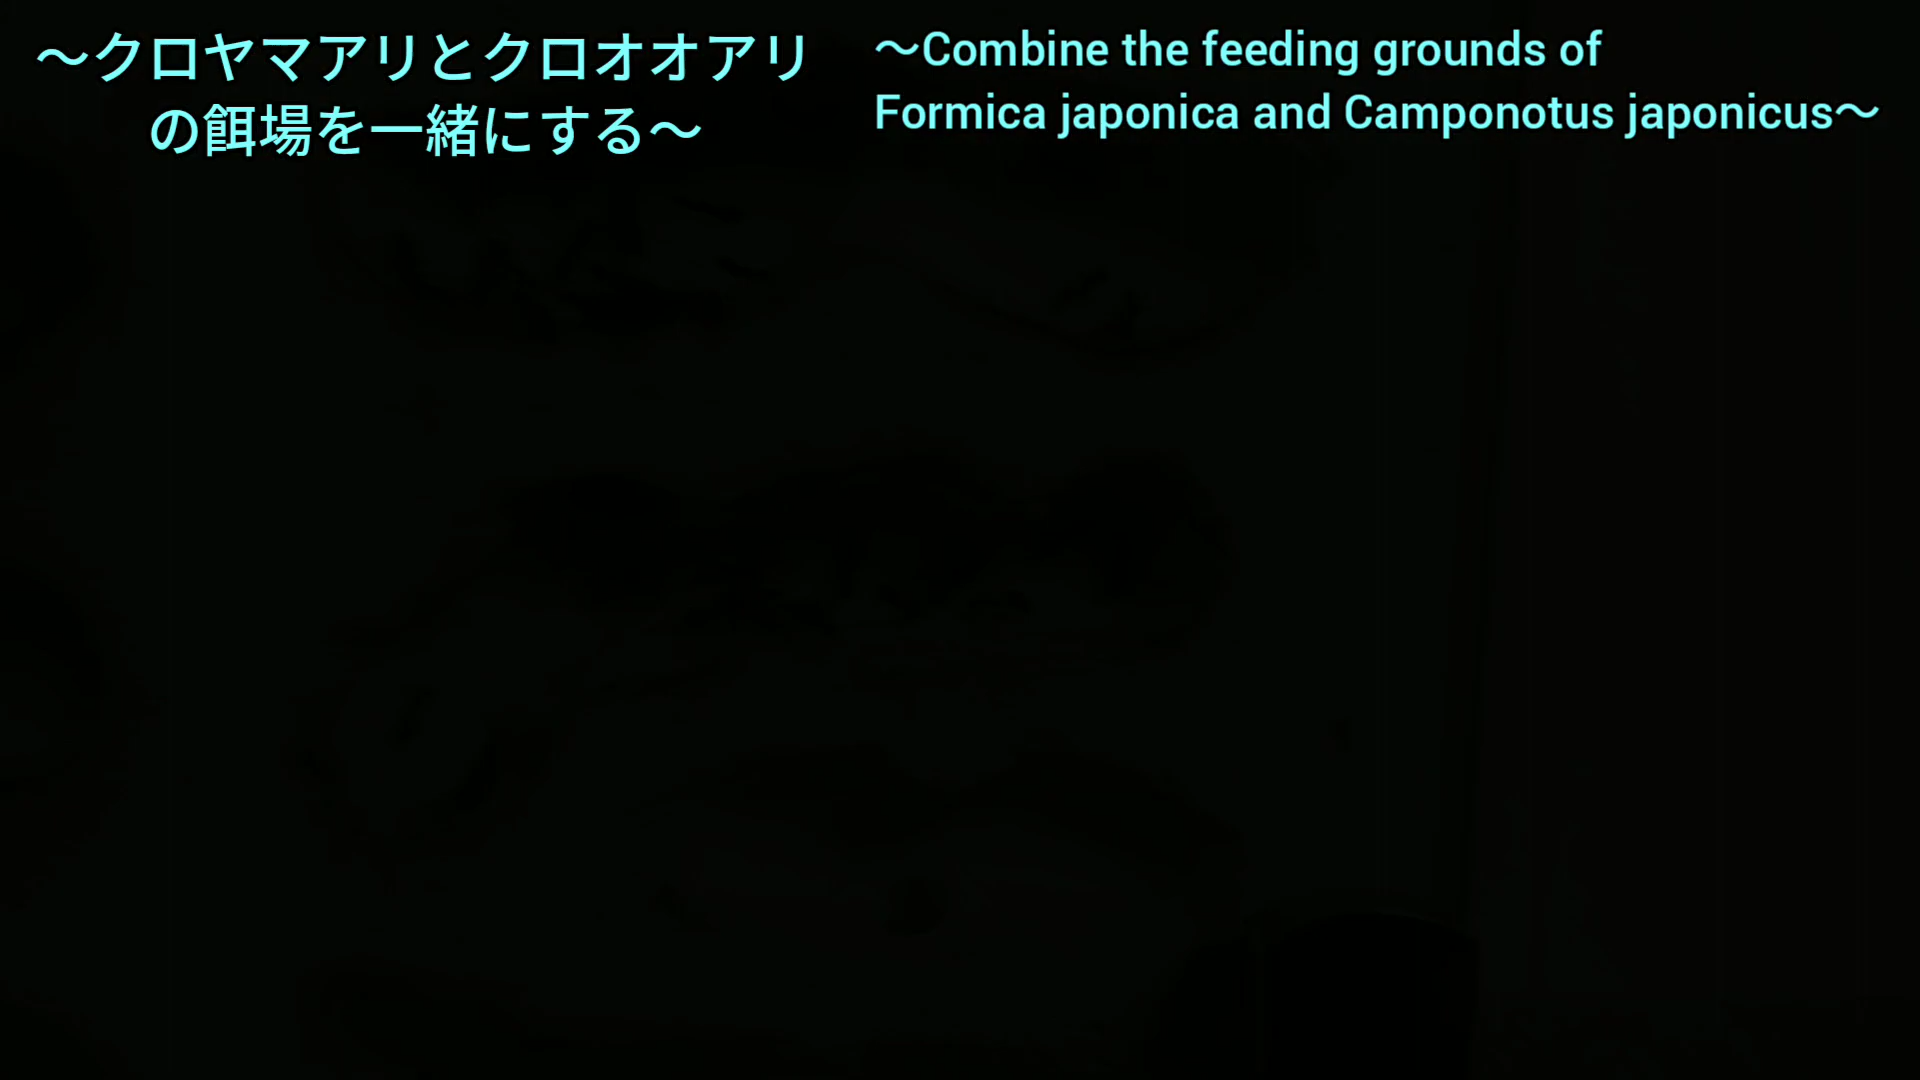 ～クロヤマアリとクロオオアリ
の餌場を一緒にする～
～Combine the feeding grounds of
Formica japonica and Camponotus japonicus～